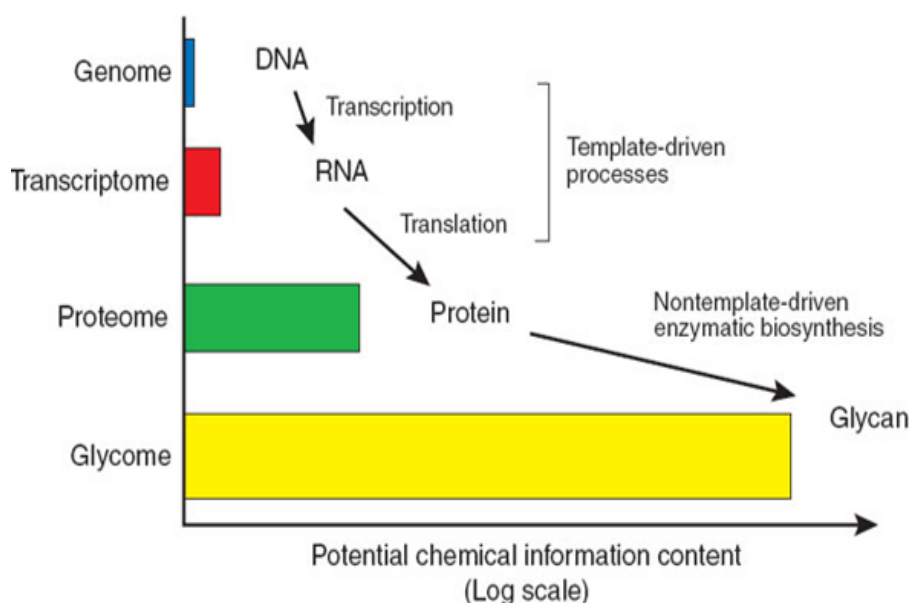 Genome
DNA
Transcription
Template-driven
processes
Transcriptome
RNA
Translation
Proteome
Protein
Nontemplate-driven
enzymatic biosynthesis
Glycan
Glycome
Potential chemical information content
(Log scale)